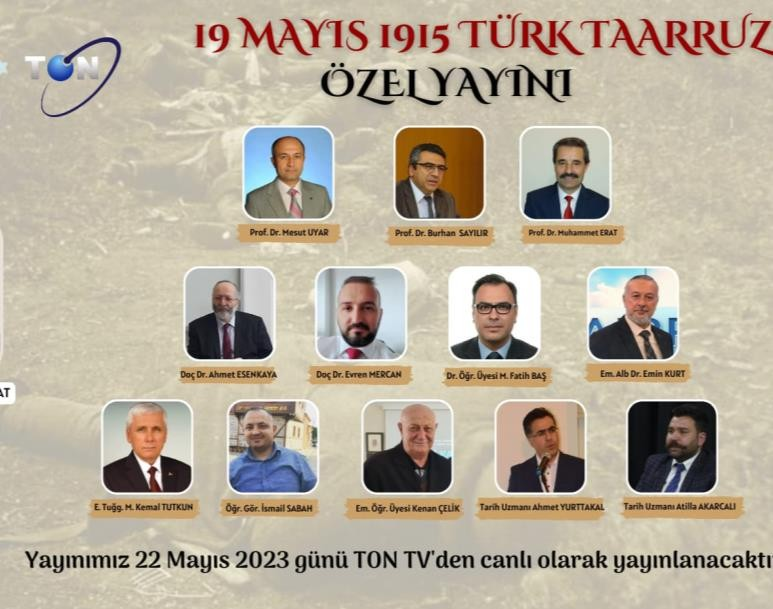 19 MAYIS 1915 TÜRK TAARRUZ
TON
ÖZEL YAYINI
Prof. Dr. Mesut UYAR
Prof. Dr. Burhan SAYILIR
Prof. Dr. Muhammet ERAT
Doç Dr. Ahmet ESENKAYA
Doç Dr. Evren MERCAN
Dr. Öğr. Üyesi M. Fatih BAŞ
Em. Alb Dr. Emin KURT
AT
E. Tuğg. M. Kemal TUTKUN
Öğr. Gör. İsmail SABAH
Em. Öğr. Üyesi Kenan ÇELİK
Tarih Uzmanı Ahmet YURTTAKAL
Tarih Uzmanı Atilla AKARCALI
Yayınımız 22 Mayıs 2023 günü TON TV'den canlı olarak yayınlanacaktı